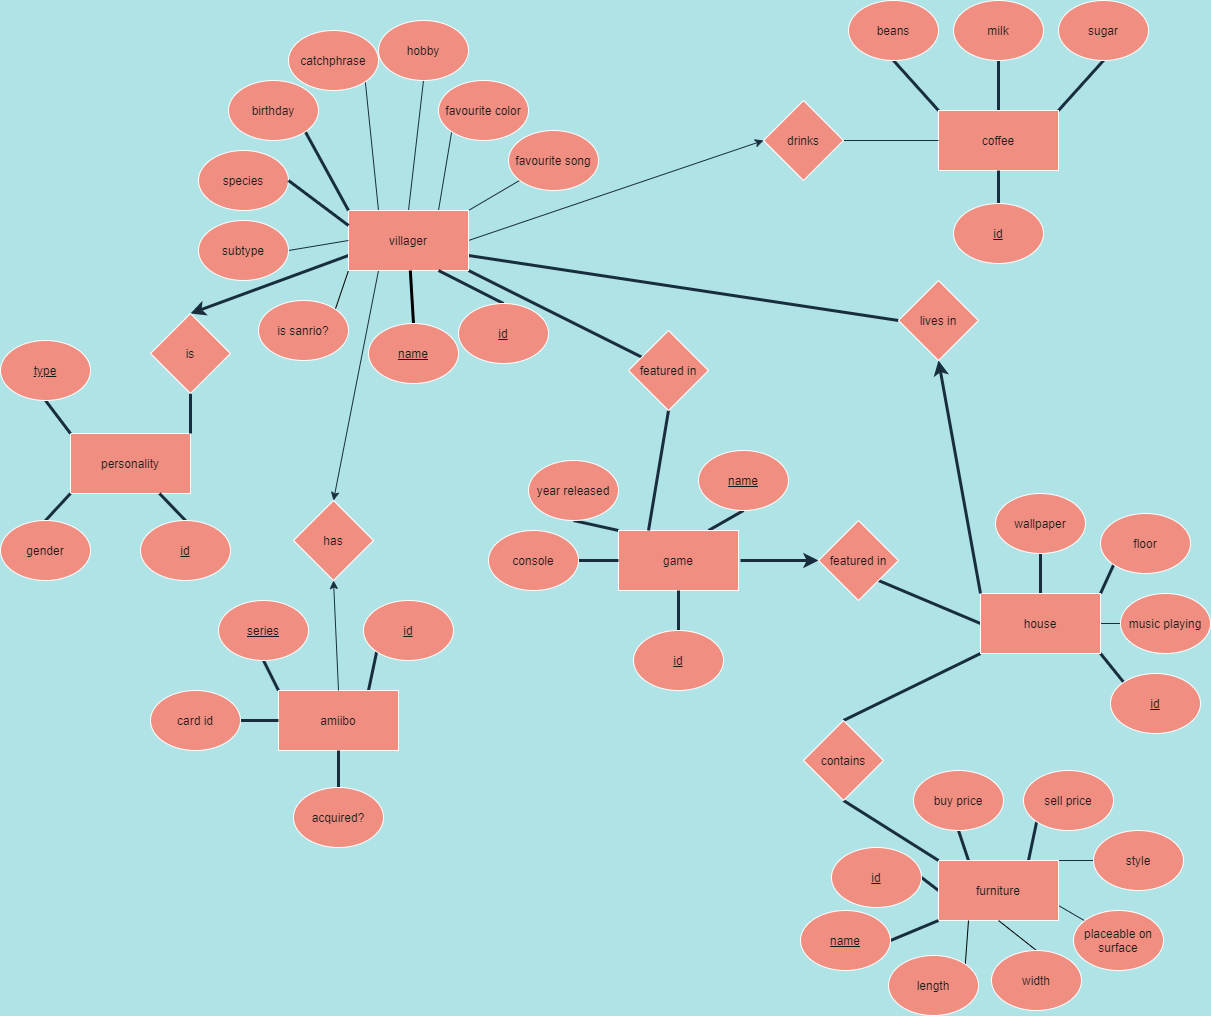 beans
milk
sugar
hobby
catchphrase
birthday
favourite color
drinks
coffee
favourite song
species
id
villager
subtype
lives in
is sanrio?
id
name
is
type
featured in
personality
year released
name
wallpaper
floor
gender
id
has
console
game
featured in
house
music playing
series
id
id
id
card id
amiibo
contains
buy price
sell price
acquired?
style
id
furniture
name
placeable on
surface
length
width